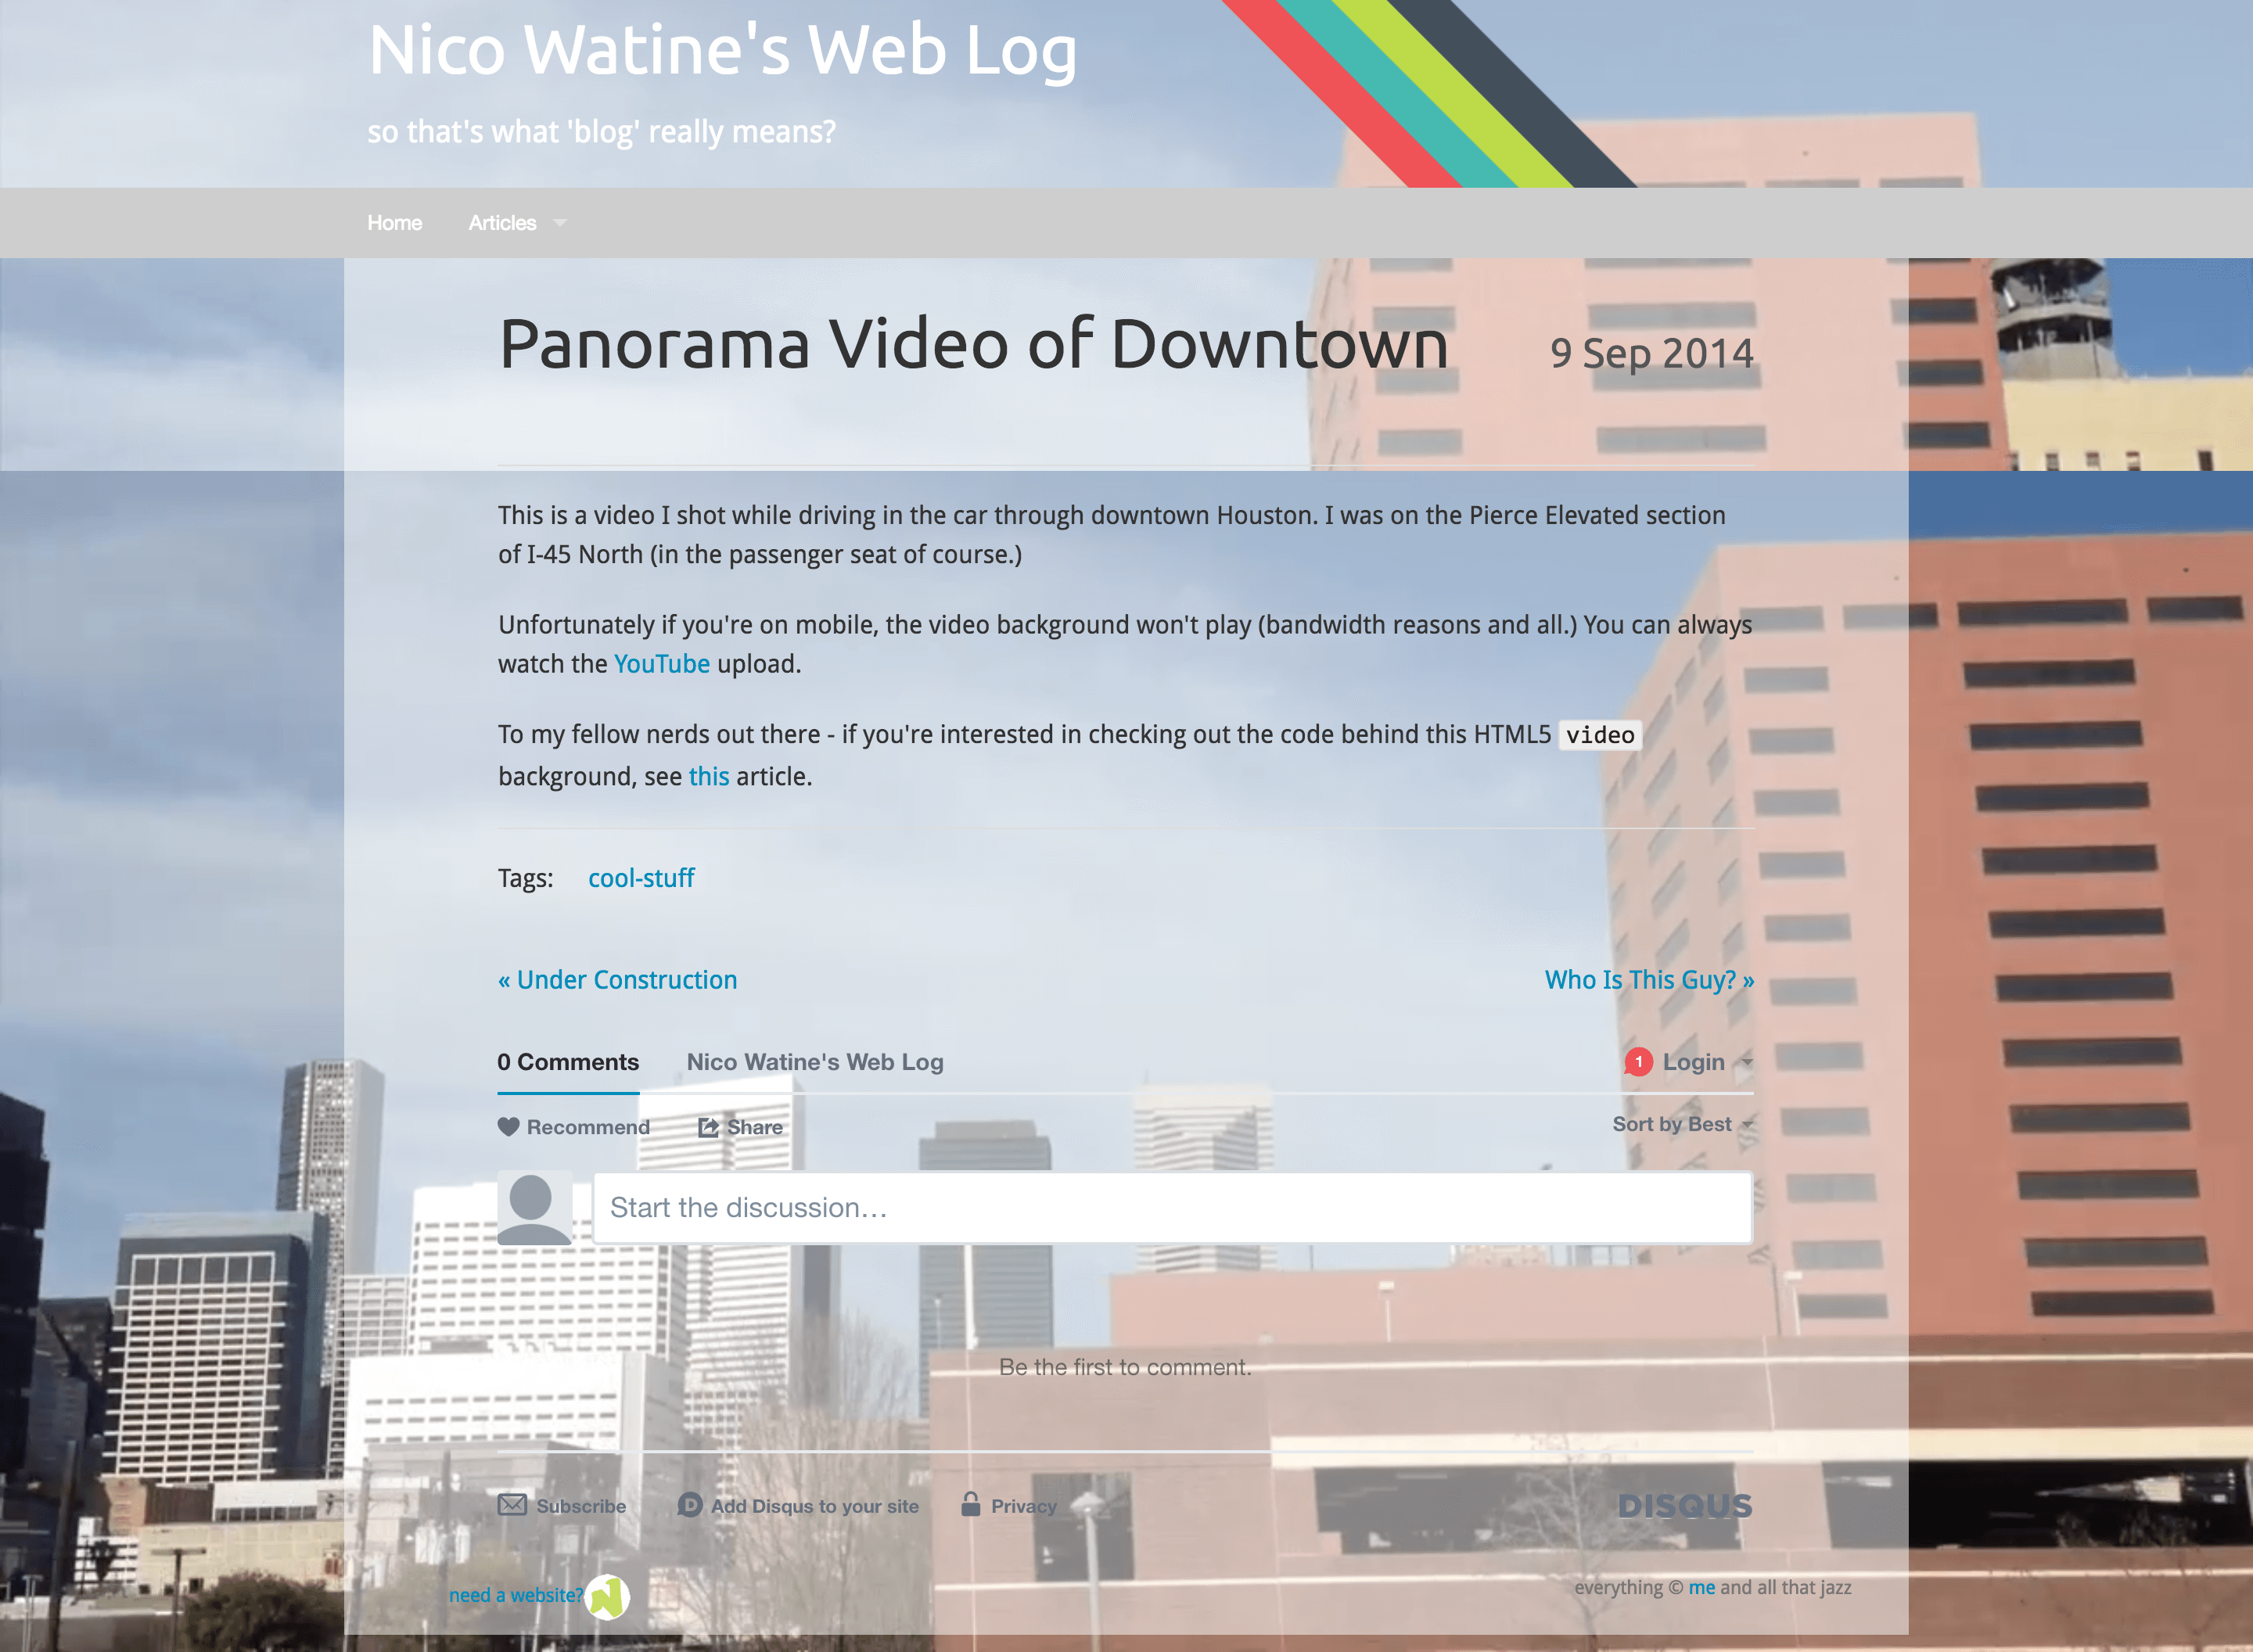 Nico Watine's Web Log
so that's what 'blog' really means?
Home Articles
Panorama Video of Downtown 9 Sep 2014
This is a video I shot while driving in the car through downtown Houston. I was on the Pierce Elevated section
of I-45 North (in the passenger seat of course.)
Unfortunately if you're on mobile, the video background won't play (bandwidth reasons and all.) You can always
watch the YouTube upload.
To my fellow nerds out there - if you're interested in checking out the code behind this HTML5 video
background, see this article.
Tags: cool-stuff
« Under Construction Who Is This Guy? »
0 Comments Nico Watine's Web Log 1 Login
Recommend Share Sort by Best
Start the discussion…
Be the first to comment.
Subscribe D Add Disqus to your site Privacy DISQUS
need a website? N everything © me and all that jazz